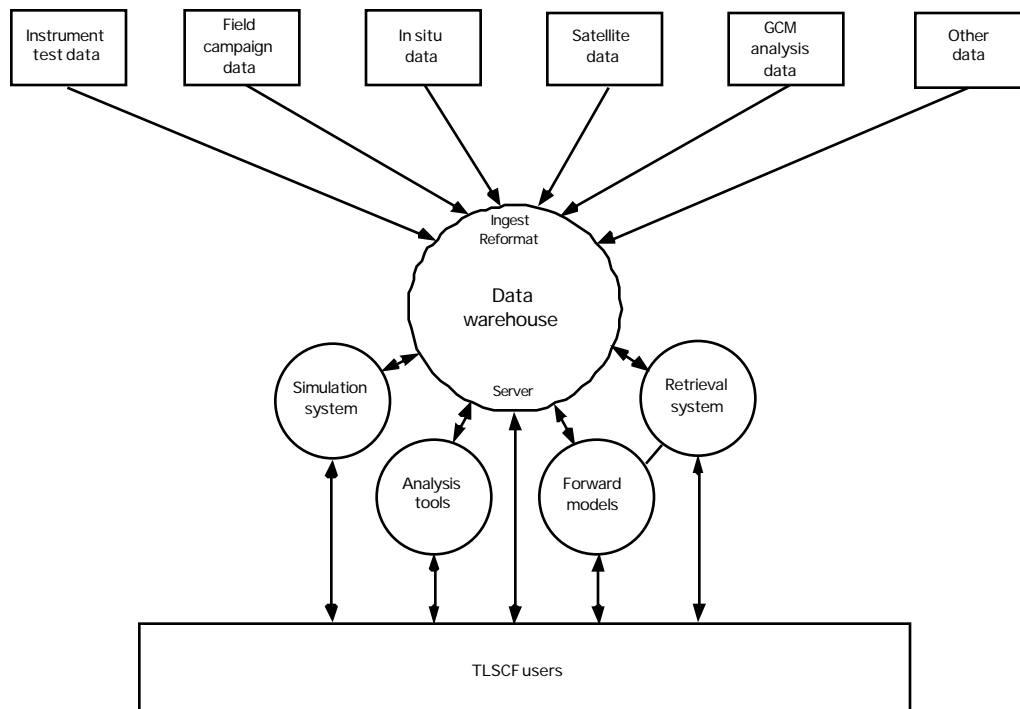 Instrument
test data
Field
campaign
data
In situ
data
Satellite
data
GCM
analysis
data
Other
data
Ingest
Reformat
Data
warehouse
Server
Simulation
system
Retrieval
system
Analysis
tools
Forward
models
TLSCF users